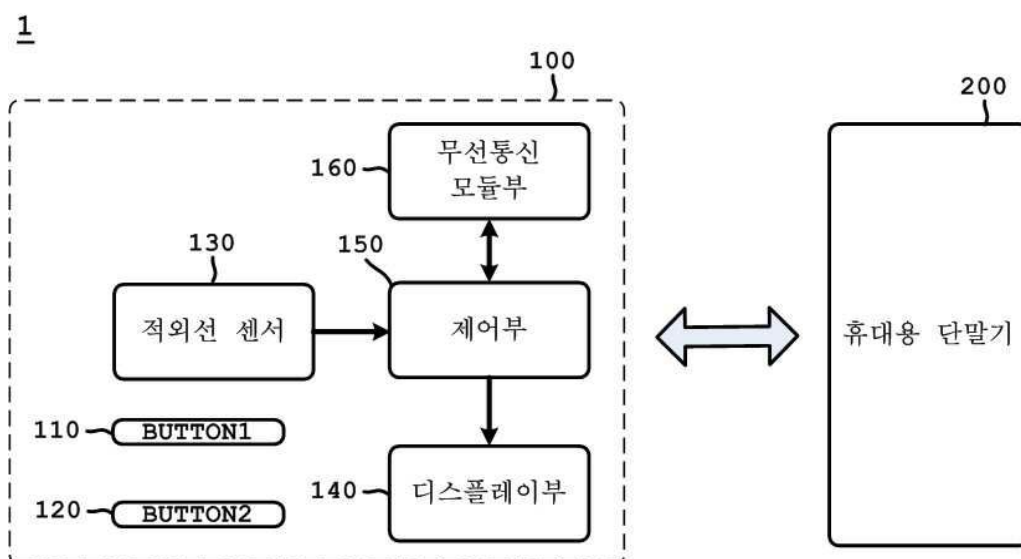 1
100
200
무선통신
모듈부
160
130
150
적외선 센서
제어부
휴대용 단말기
110
BUTTON1
140
디스플레이부
120
BUTTON2